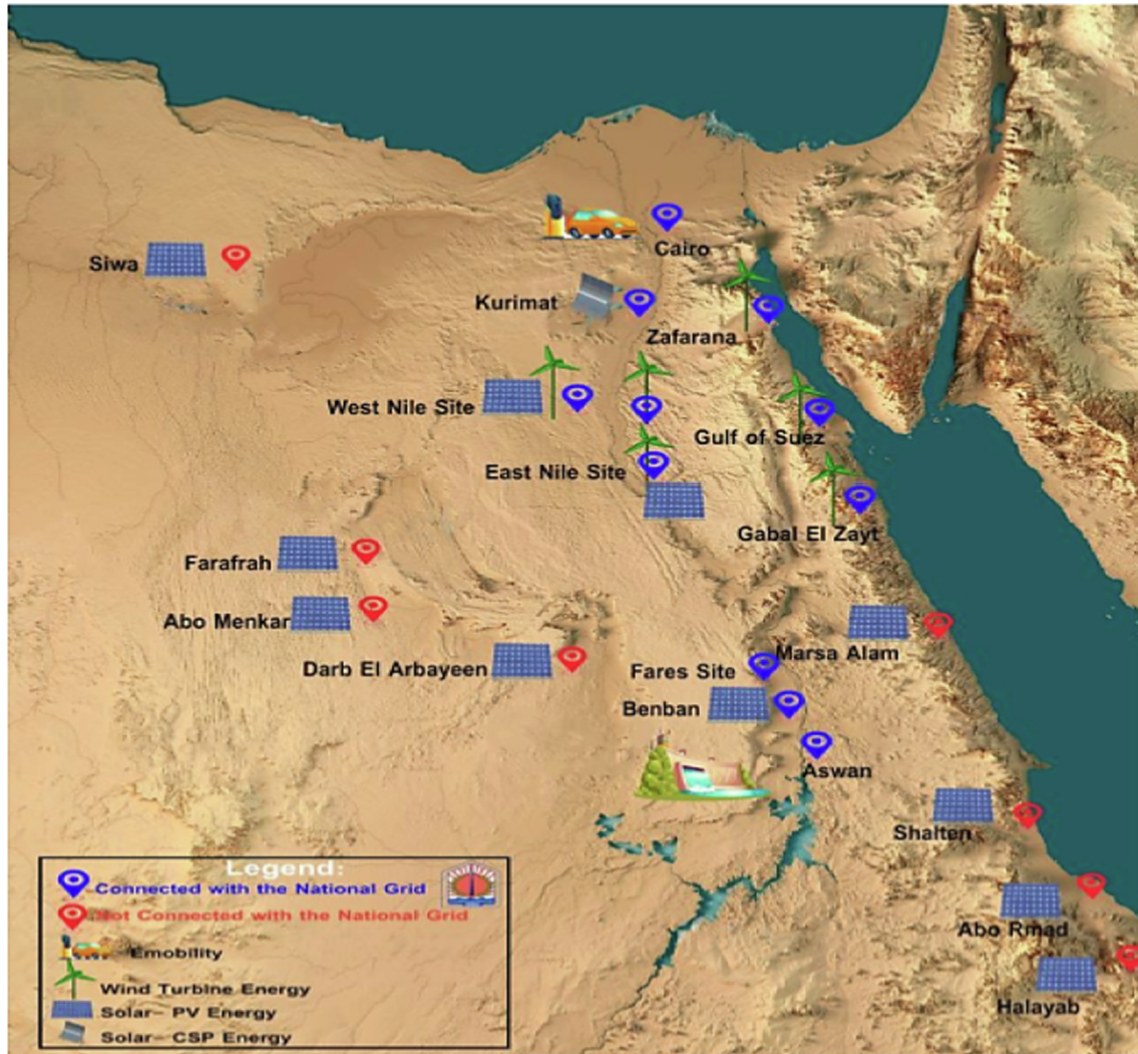 Cairo
Siwa
Kurimat
Zafarana
West Nile Site
Gulf of Suez
East Nile Site
Gabal El Zayt
Farafrah
Abo Menkar
Marsa Alam
Darb El Arbayeen
Fares Site
Benban
Aswan
Shalten
Abo Rmad
Halayab
Legend:
Connected with the National Grid
Not Connected with the National Grid
Emobility
Wind Turbine Energy
Solar– PV Energy
Solar– CSP Energy